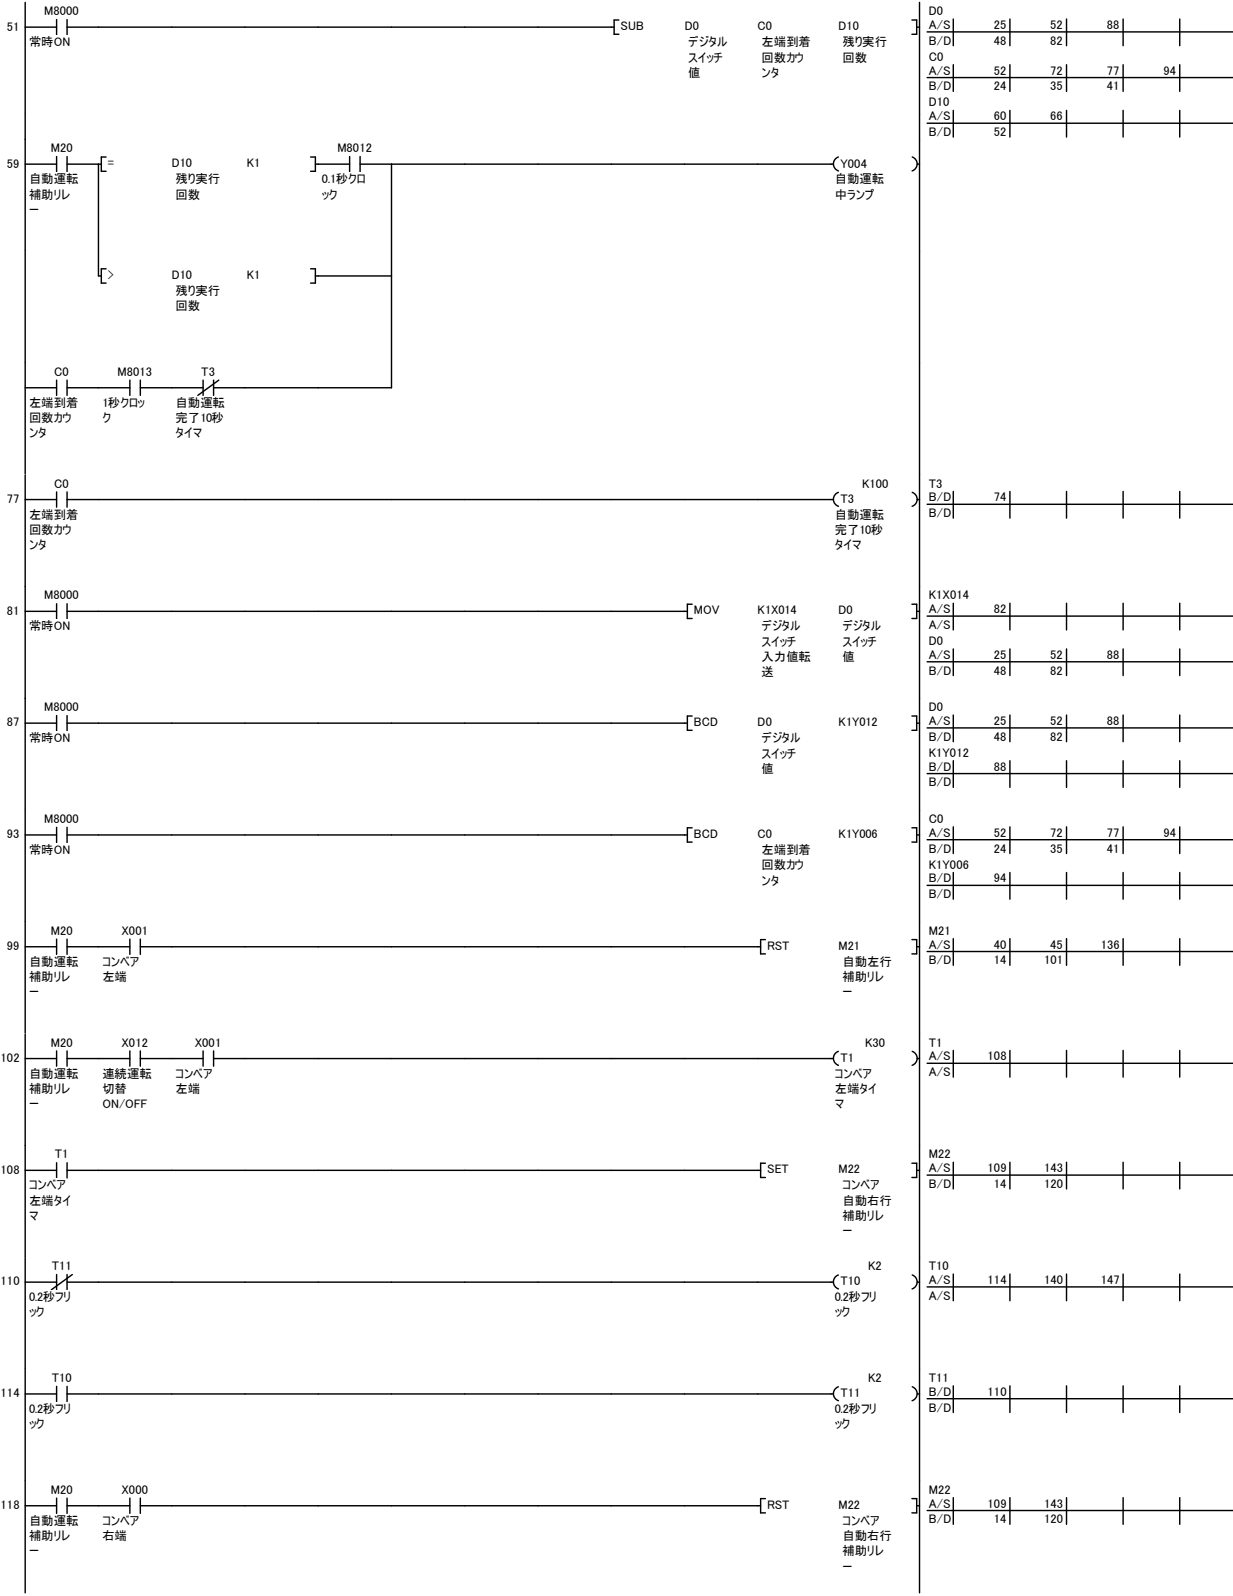 M8000
51 [SUB D0 C0 D10 ]
常時ON
デジタル 左端到着 残り実行
スイッチ 回数カウ 回数
値 ンタ
D0
A/S 25 52 88
B/D 48 82
C0
A/S 52 72 77 94
B/D 24 35 41
D10
A/S 60 66
B/D 52
M20 M8012
59 [= D10 K1 ] (Y004 )
自動運転 残り実行 0.1秒クロ 自動運転
補助リレ 回数 ック 中ランプ
ー
[> D10 K1 ]
残り実行
回数
C0 M8013 T3
左端到着 1秒クロッ 自動運転
回数カウ ク 完了10秒
ンタ タイマ
C0 K100
77 (T3 )
左端到着 自動運転
回数カウ 完了10秒
ンタ タイマ
T3
B/D 74
B/D
M8000
81 [MOV K1X014 D0 ]
常時ON デジタル デジタル
スイッチ スイッチ
入力値転 値
送
K1X014
A/S 82
A/S
D0
A/S 25 52 88
B/D 48 82
M8000
87 [BCD D0 K1Y012 ]
常時ON デジタル
スイッチ
値
D0
A/S 25 52 88
B/D 48 82
K1Y012
B/D 88
B/D
M8000
93 [BCD C0 K1Y006 ]
常時ON 左端到着
回数カウ
ンタ
C0
A/S 52 72 77 94
B/D 24 35 41
K1Y006
B/D 94
B/D
M20 X001
99 [RST M21 ]
自動運転 コンベア 自動左行
補助リレ 左端 補助リレ
ー ー
M21
A/S 40 45 136
B/D 14 101
M20 X012 X001 K30
102 (T1 )
自動運転 連続運転 コンベア コンベア
補助リレ 切替 左端 左端タイ
ー ON/OFF マ
T1
A/S 108
A/S
T1
108 [SET M22 ]
コンベア コンベア
左端タイ 自動右行
マ 補助リレ
ー
M22
A/S 109 143
B/D 14 120
T11 K2
110 (T10 )
0.2秒フリ 0.2秒フリ
ック ック
T10
A/S 114 140 147
A/S
T10 K2
114 (T11 )
0.2秒フリ 0.2秒フリ
ック ック
T11
B/D 110
B/D
M20 X000
118 [RST M22 ]
自動運転 コンベア コンベア
補助リレ 右端 自動右行
ー 補助リレ
ー
M22
A/S 109 143
B/D 14 120